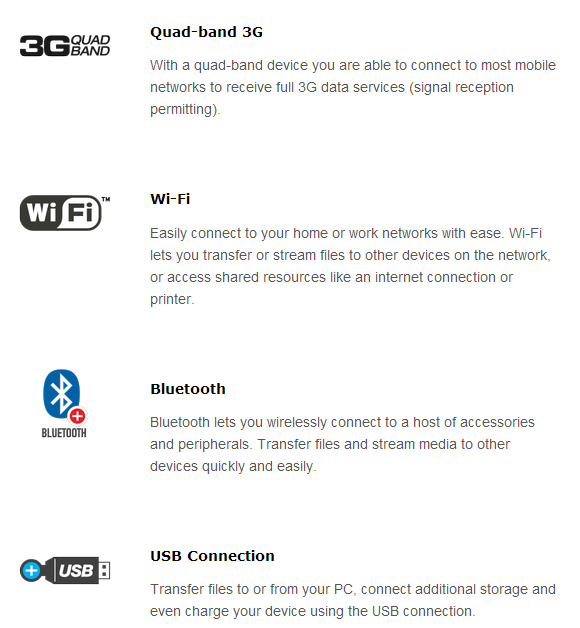 3G QUAD BAND
Quad-band 3G
With a quad-band device you are able to connect to most mobile
networks to receive full 3G data services (signal reception
permitting).
Wi Fi™
Wi-Fi
Easily connect to your home or work networks with ease. Wi-Fi
lets you transfer or stream files to other devices on the network,
or access shared resources like an internet connection or
printer.
BLUETOOTH
Bluetooth
Bluetooth lets you wirelessly connect to a host of accessories
and peripherals. Transfer files and stream media to other
devices quickly and easily.
USB
USB Connection
Transfer files to or from your PC, connect additional storage and
even charge your device using the USB connection.